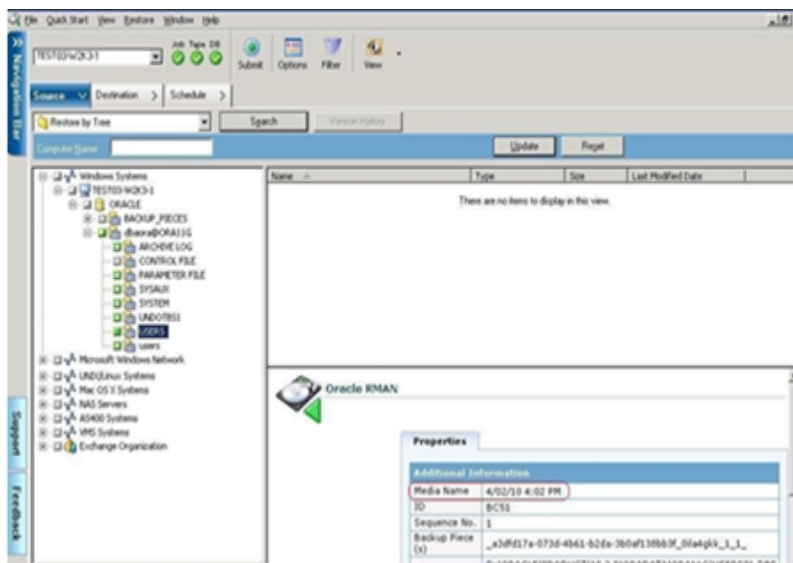 File Quick Start View Restore Window Help
Navigation Bar
TEST03-W2K3-1
Job Tape DB
Submit
Options
Filter
View
Source
Destination
Schedule
Restore by Tree
Search
Version History
Computer Name
Update
Reset
Windows Systems
TEST03-W2K3-1
ORACLE
BACKUP_PIECES
dbaora@ORA11G
ARCHIVE LOG
CONTROL FILE
PARAMETER FILE
SYSAUX
SYSTEM
UNDOTBS1
USERS
users
Microsoft Windows Network
UNIX/Linux Systems
Mac OS X Systems
NAS Servers
AS400 Systems
VMS Systems
Exchange Organization
Name
Type
Size
Last Modified Date
There are no items to display in this view.
Oracle RMAN
Properties
Additional Information
Media Name 4/02/10 4:02 PM
ID BC51
Sequence No. 1
Backup Piece (s)
Support
Feedback